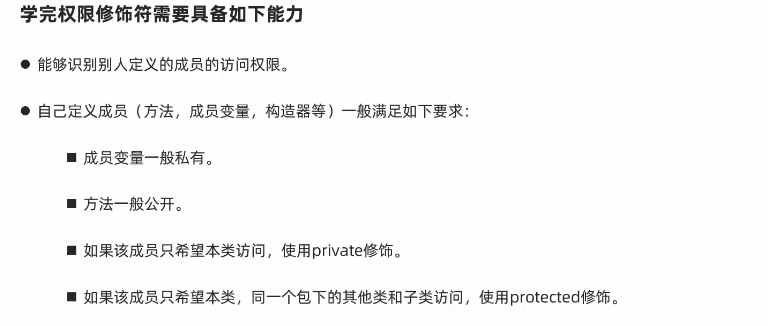 学完权限修饰符需要具备如下能力
● 能够识别别人定义的成员的访问权限。
● 自己定义成员（方法，成员变量，构造器等）一般满足如下要求：
■ 成员变量一般私有。
■ 方法一般公开。
■ 如果该成员只希望本类访问，使用private修饰。
■ 如果该成员只希望本类，同一个包下的其他类和子类访问，使用protected修饰。